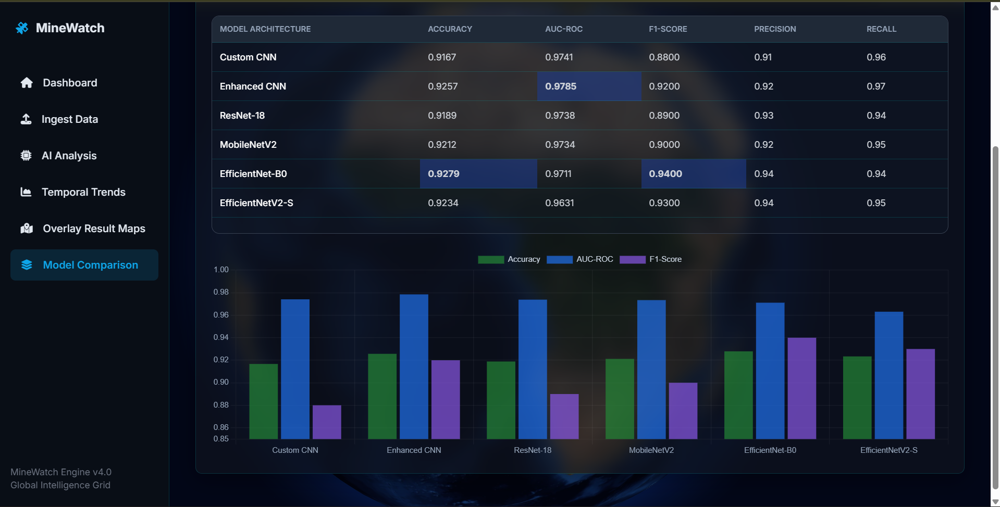 MineWatch
Dashboard
Ingest Data
AI Analysis
Temporal Trends
Overlay Result Maps
Model Comparison
MineWatch Engine v4.0
Global Intelligence Grid
MODEL ARCHITECTURE ACCURACY AUC-ROC F1-SCORE PRECISION RECALL
Custom CNN 0.9167 0.9741 0.8800 0.91 0.96
Enhanced CNN 0.9257 0.9785 0.9200 0.92 0.97
ResNet-18 0.9189 0.9738 0.8900 0.93 0.94
MobileNetV2 0.9212 0.9734 0.9000 0.92 0.95
EfficientNet-B0 0.9279 0.9711 0.9400 0.94 0.94
EfficientNetV2-S 0.9234 0.9631 0.9300 0.94 0.95
Accuracy AUC-ROC F1-Score
1.00
0.98
0.96
0.94
0.92
0.90
0.88
0.86
0.85
Custom CNN Enhanced CNN ResNet-18 MobileNetV2 EfficientNet-B0 EfficientNetV2-S